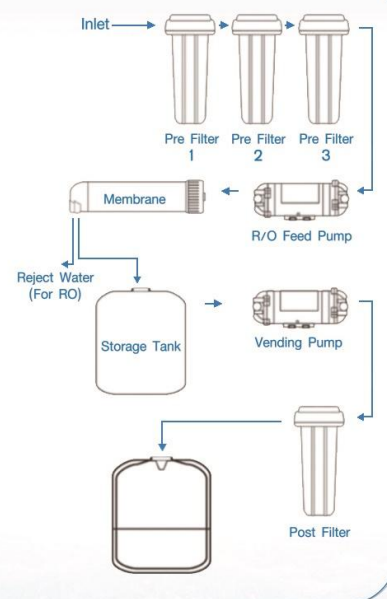 Inlet
Pre Filter
1
Pre Filter
2
Pre Filter
3
Membrane
R/O Feed Pump
Reject Water
(For RO)
Storage Tank
Vending Pump
Post Filter